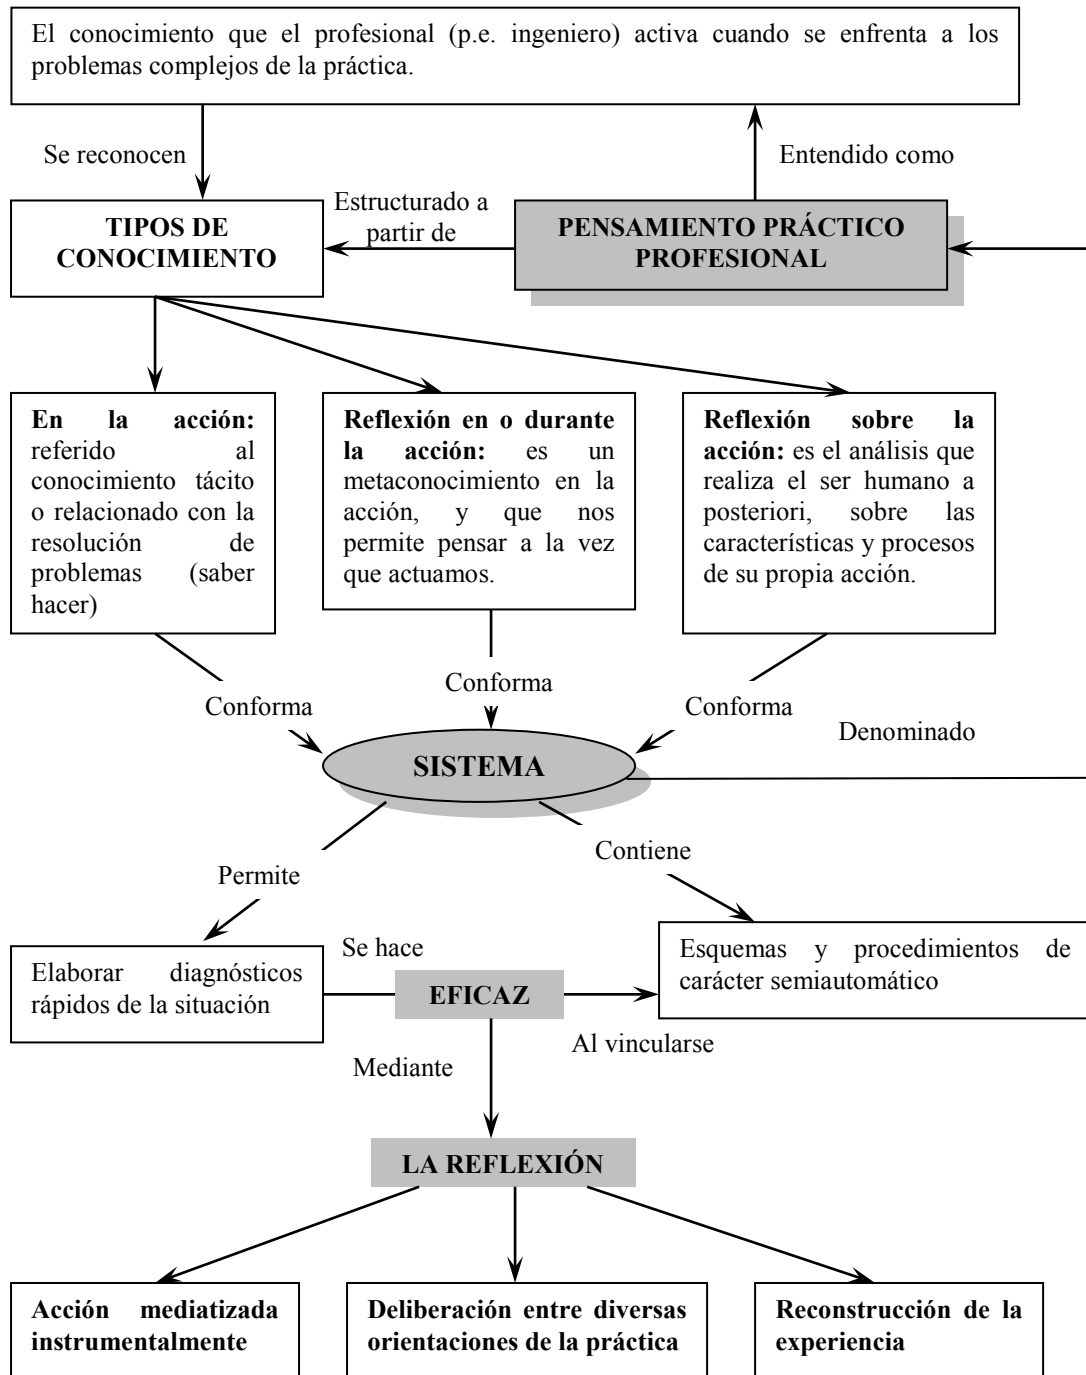 El conocimiento que el profesional (p.e. ingeniero) activa cuando se enfrenta a los
problemas complejos de la práctica.
Se reconocen
Entendido como
Estructurado a
partir de
TIPOS DE
CONOCIMIENTO
PENSAMIENTO PRÁCTICO
PROFESIONAL
En la acción:
referido al
conocimiento tácito
o relacionado con la
resolución de
problemas (saber
hacer)
Reflexión en o durante
la acción: es un
metaconocimiento en la
acción, y que nos
permite pensar a la vez
que actuamos.
Reflexión sobre la
acción: es el análisis que
realiza el ser humano a
posteriori, sobre las
características y procesos
de su propia acción.
Conforma
Conforma
Conforma
Denominado
SISTEMA
Permite
Contiene
Elaborar diagnósticos
rápidos de la situación
Se hace
EFICAZ
Al vincularse
Esquemas y procedimientos de
carácter semiautomático
Mediante
LA REFLEXIÓN
Acción mediatizada
instrumentalmente
Deliberación entre diversas
orientaciones de la práctica
Reconstrucción de la
experiencia